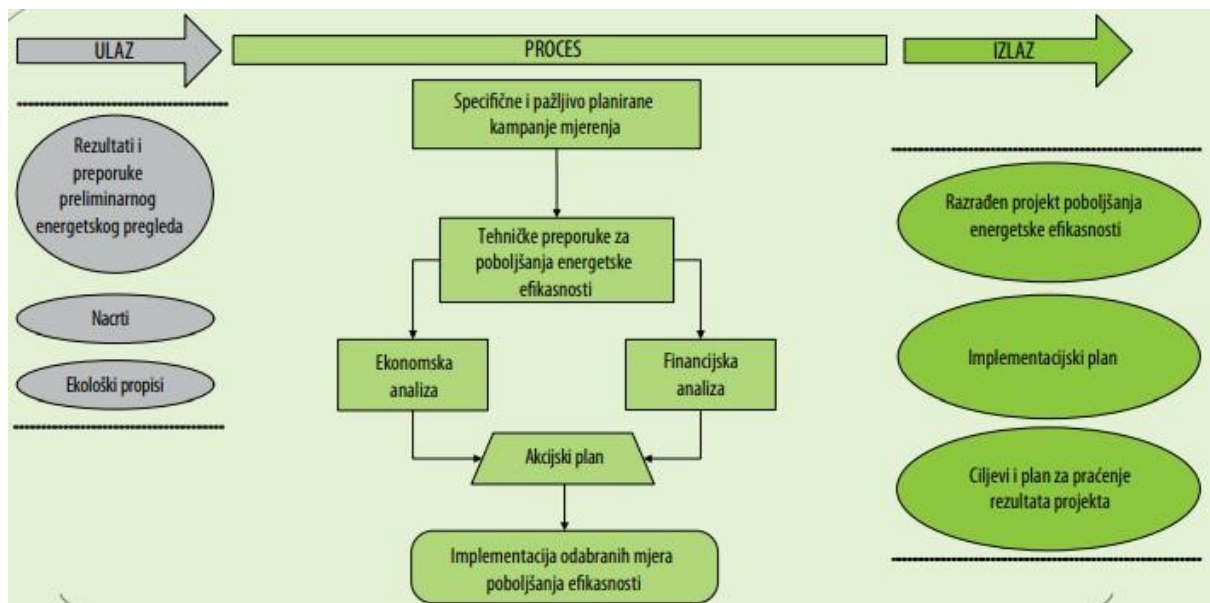 ULAZ
PROCES
IZLAZ
Rezultati i
preporuke
preliminarnog
energetskog pregleda
Nacrti
Ekološki propisi
Specifične i pažljivo planirane
kampanje mjerenja
Tehničke preporuke za
poboljšanja energetske
efikasnosti
Ekonomska
analiza
Financijska
analiza
Akcijski plan
Implementacija odabranih mjera
poboljšanja efikasnosti
Razrađen projekt poboljšanja
energetske efikasnosti
Implementacijski plan
Ciljevi i plan za praćenje
rezultata projekta